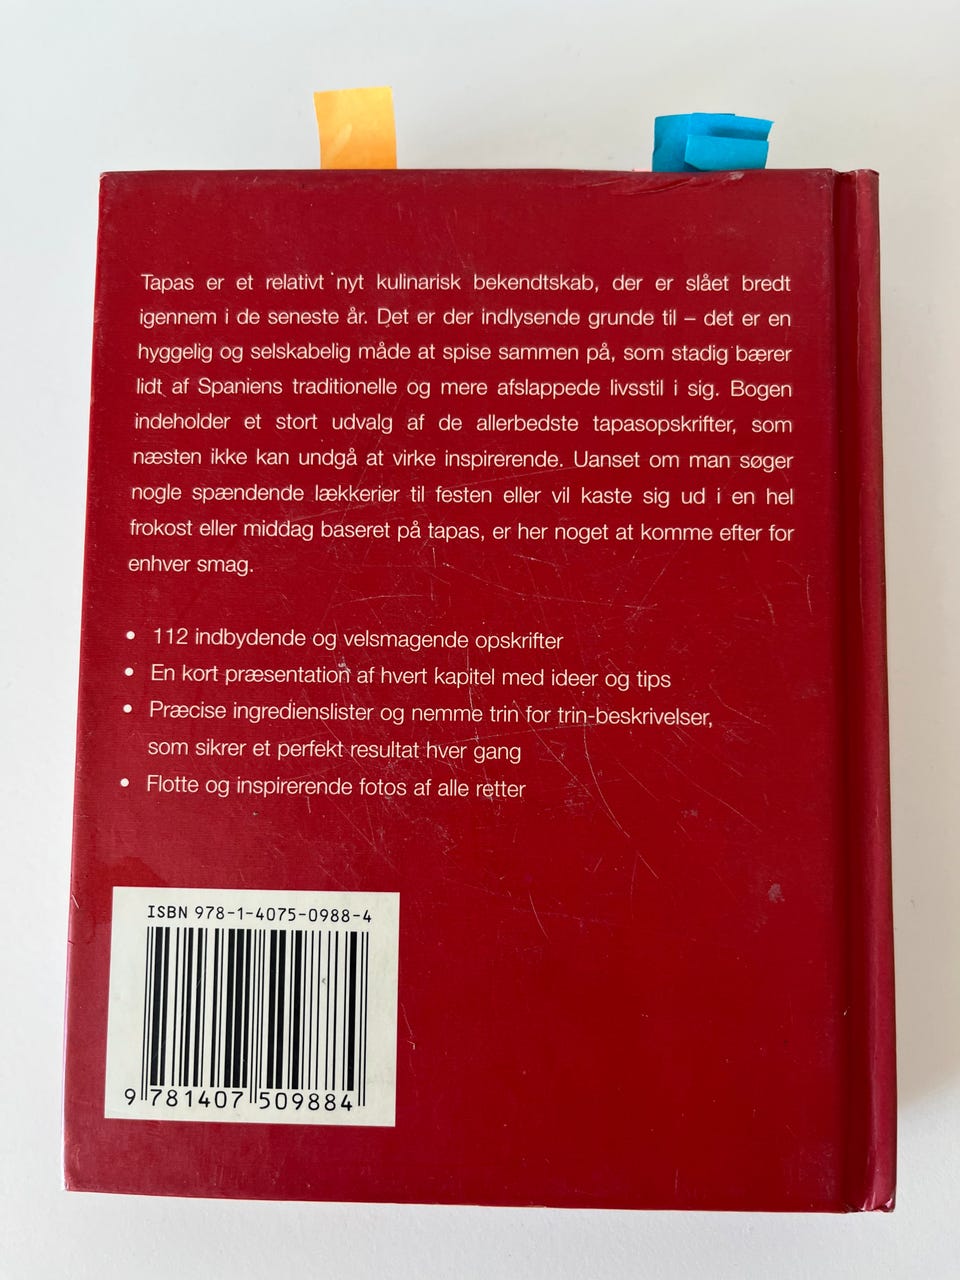 Tapas er et relativt nyt kulinarisk bekendtskab, der er slået bredt
igennem i de seneste år. Det er der indlysende grunde til – det er en
hyggelig og selskabelig måde at spise sammen på, som stadig bærer
lidt af Spaniens traditionelle og mere afslappede livsstil i sig. Bogen
indeholder et stort udvalg af de allerbedste tapasopskrifter, som
næsten ikke kan undgå at virke inspirerende. Uanset om man søger
nogle spændende lækkerier til festen eller vil kaste sig ud i en hel
frokost eller middag baseret på tapas, er her noget at komme efter for
enhver smag.
• 112 indbydende og velsmagende opskrifter
• En kort præsentation af hvert kapitel med ideer og tips
• Præcise ingredienslister og nemme trin for trin-beskrivelser,
som sikrer et perfekt resultat hver gang
• Flotte og inspirerende fotos af alle retter
ISBN 978-1-4075-0988-4
9 781407 509884